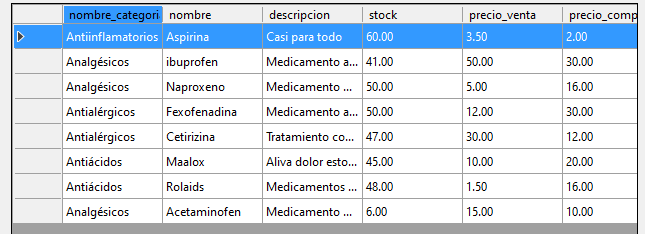 nombre_categori nombre descripcion stock precio_venta precio_comp
Antiinflamatorios Aspirina Casi para todo 60.00 3.50 2.00
Analgésicos ibuprofen Medicamento a... 41.00 50.00 30.00
Analgésicos Naproxeno Medicamento ... 50.00 5.00 16.00
Antialérgicos Fexofenadina Medicamento a... 50.00 12.00 30.00
Antialérgicos Cetirizina Tratamiento co... 47.00 30.00 12.00
Antiácidos Maalox Aliva dolor esto... 45.00 10.00 20.00
Antiácidos Rolaids Medicamentos ... 48.00 1.50 16.00
Analgésicos Acetaminofen Medicamento ... 6.00 15.00 10.00